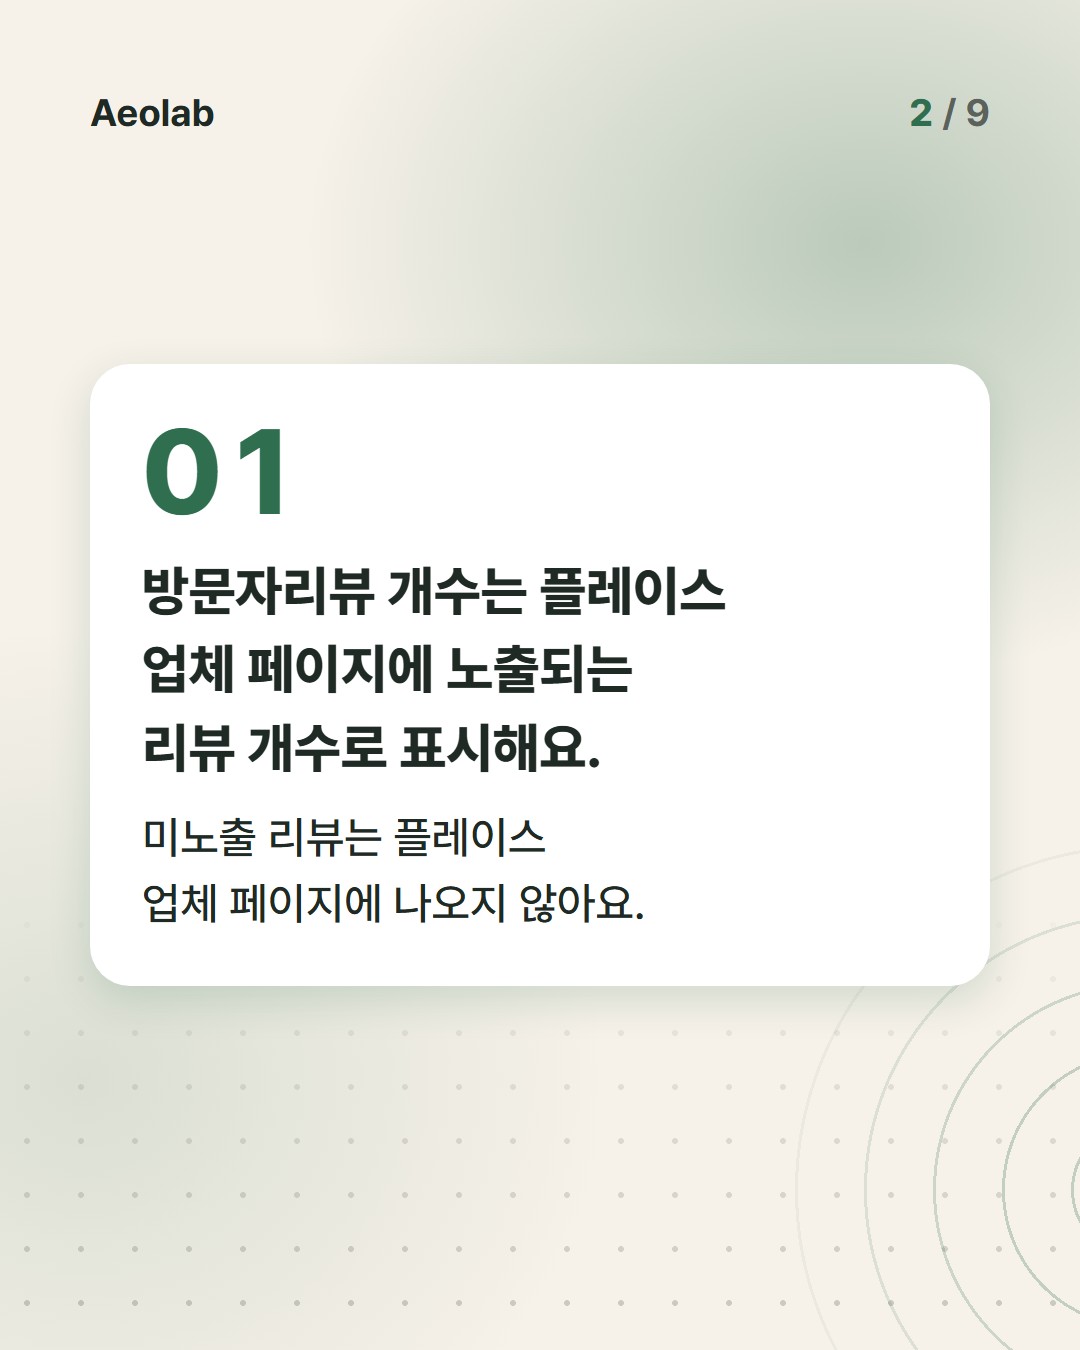 Aeolab
2 / 9
01
방문자리뷰 개수는 플레이스
업체 페이지에 노출되는
리뷰 개수로 표시해요.
미노출 리뷰는 플레이스
업체 페이지에 나오지 않아요.